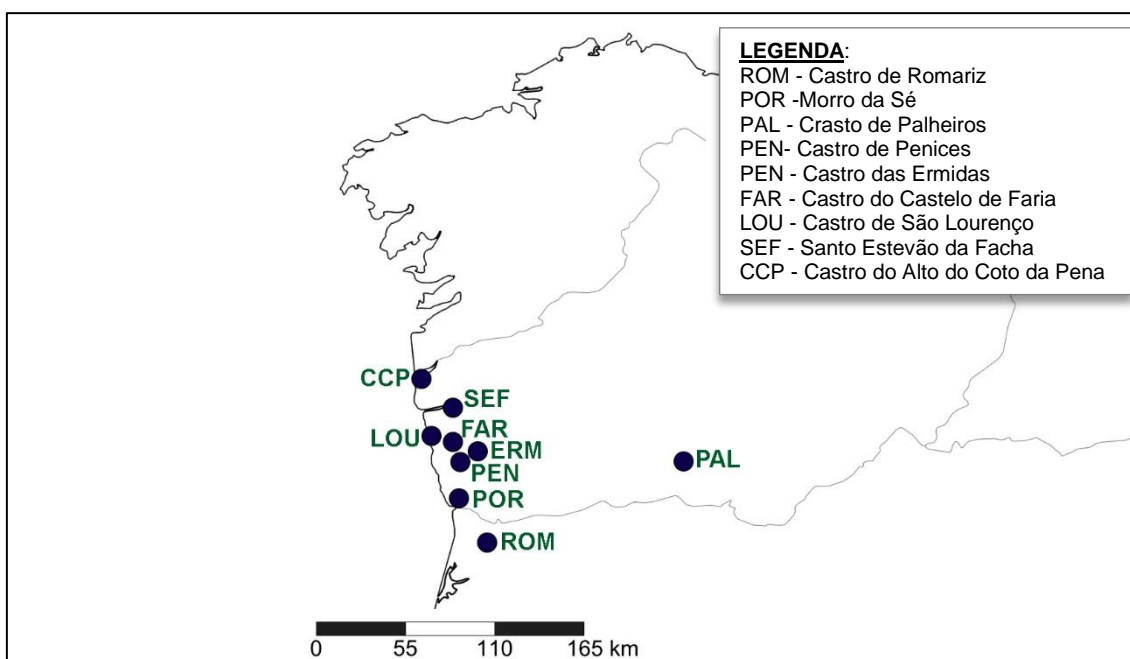 LEGENDA:
ROM - Castro de Romariz
POR -Morro da Sé
PAL - Crasto de Palheiros
PEN- Castro de Penices
PEN - Castro das Ermidas
FAR - Castro do Castelo de Faria
LOU - Castro de São Lourenço
SEF - Santo Estevão da Facha
CCP - Castro do Alto do Coto da Pena
CCP
SEF
LOU
FAR
ERM
PEN
PAL
POR
ROM
0 55 110 165 km